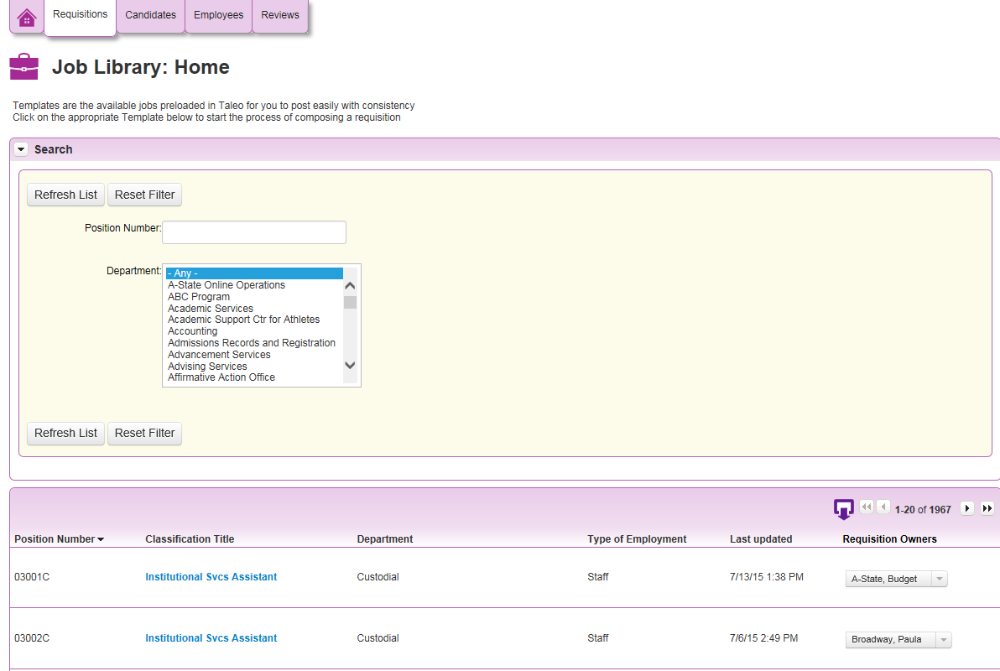 Requisitions Candidates Employees Reviews
Job Library: Home
Templates are the available jobs preloaded in Taleo for you to post easily with consistency
Click on the appropriate Template below to start the process of composing a requisition
Search
Refresh List Reset Filter
Position Number:
Department:
- Any -
A-State Online Operations
ABC Program
Academic Services
Academic Support Ctr for Athletes
Accounting
Admissions Records and Registration
Advancement Services
Advising Services
Affirmative Action Office
Refresh List Reset Filter
1-20 of 1967
Position Number Classification Title Department Type of Employment Last updated Requisition Owners
03001C Institutional Svcs Assistant Custodial Staff 7/13/15 1:38 PM A-State, Budget
03002C Institutional Svcs Assistant Custodial Staff 7/6/15 2:49 PM Broadway, Paula